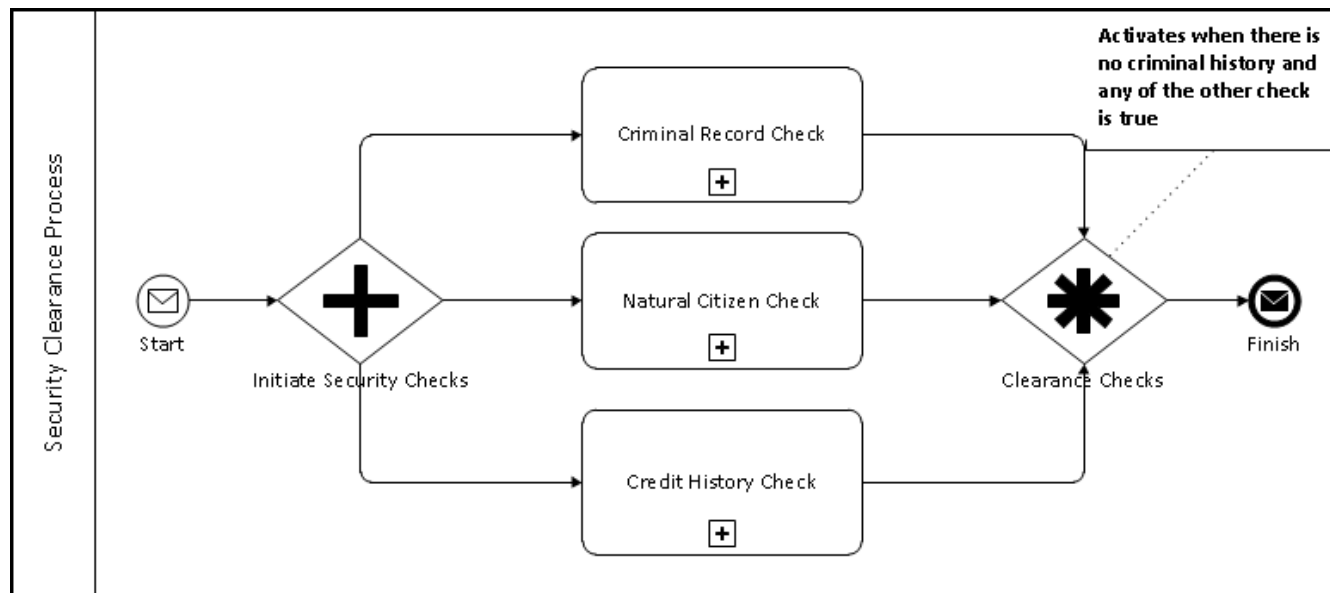 Security Clearance Process
Activates when there is
no criminal history and
any of the other check
is true
Criminal Record Check
Start
Initiate Security Checks
Natural Citizen Check
Clearance Checks
Finish
Credit History Check